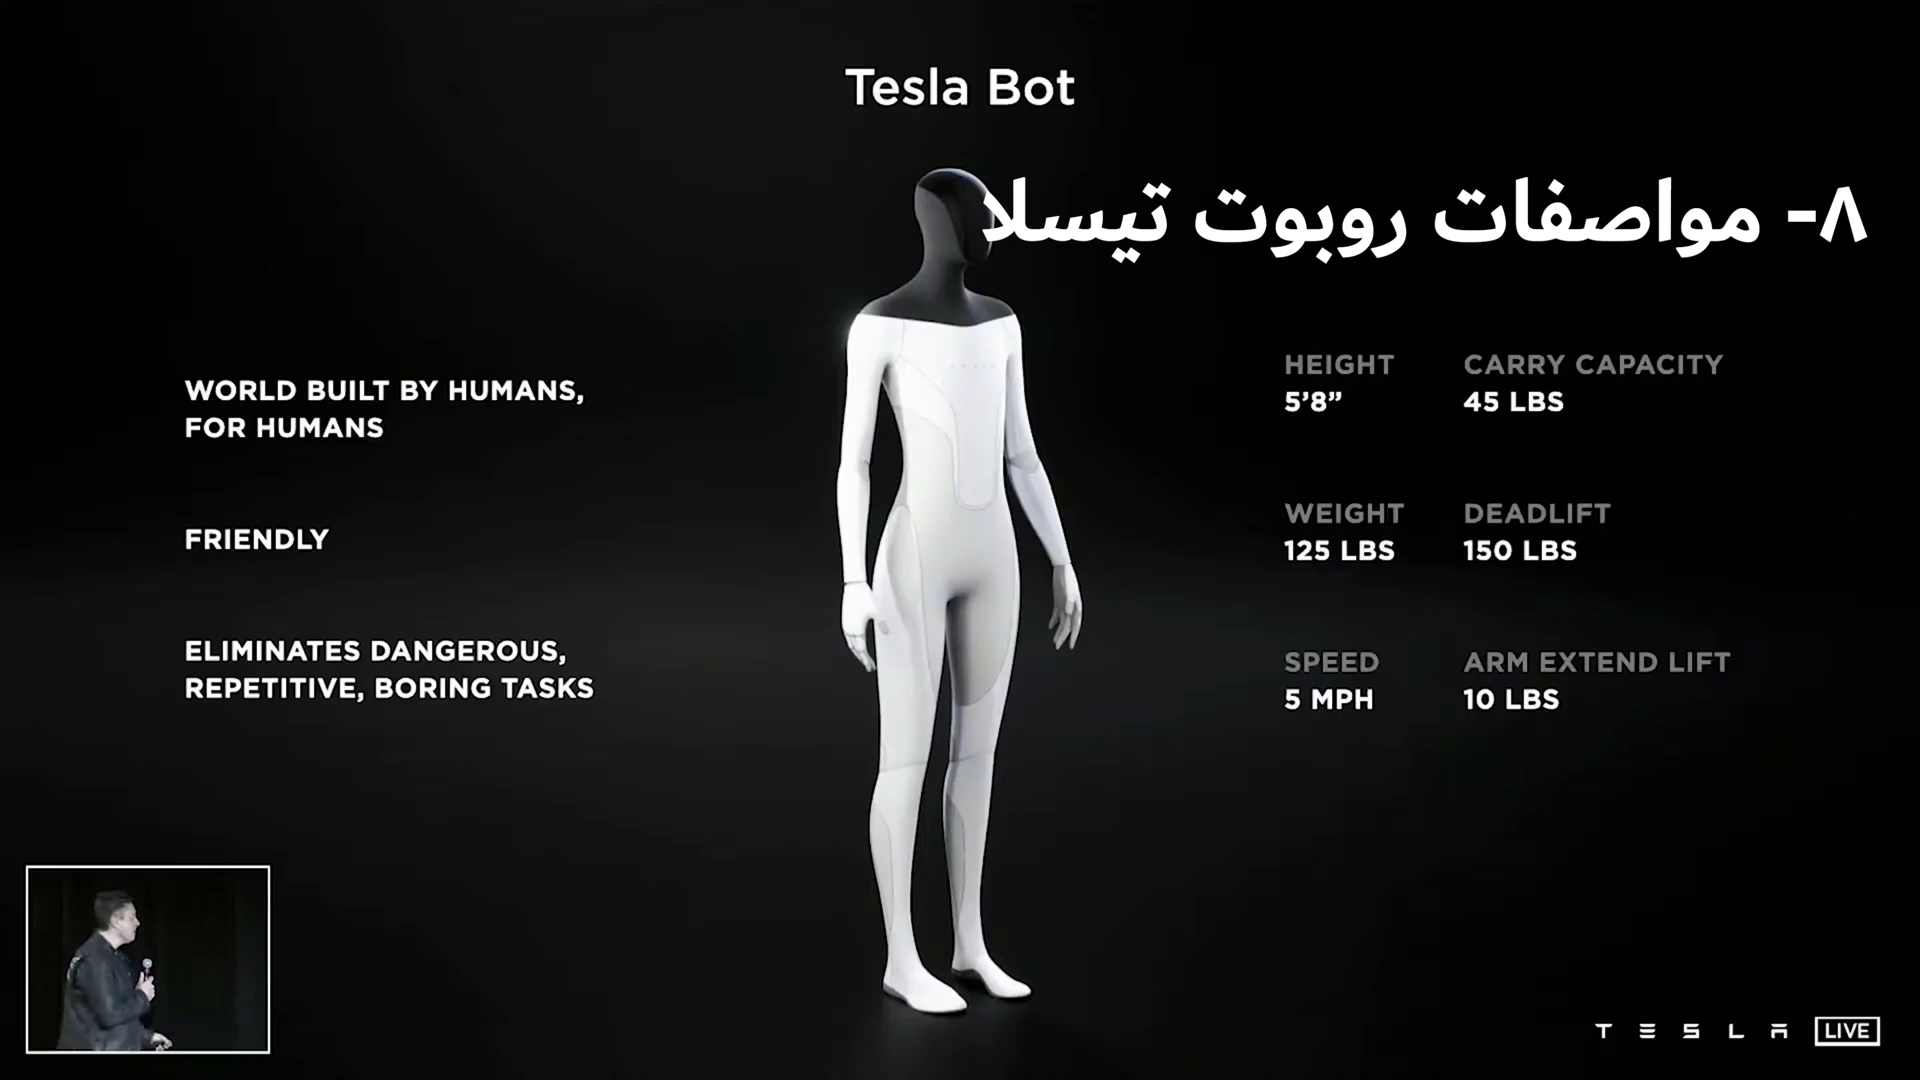 Tesla Bot
٨- مواصفات روبوت تيسلا
WORLD BUILT BY HUMANS,
FOR HUMANS
FRIENDLY
ELIMINATES DANGEROUS,
REPETITIVE, BORING TASKS
HEIGHT
5’8”
CARRY CAPACITY
45 LBS
WEIGHT
125 LBS
DEADLIFT
150 LBS
SPEED
5 MPH
ARM EXTEND LIFT
10 LBS
TESLA LIVE